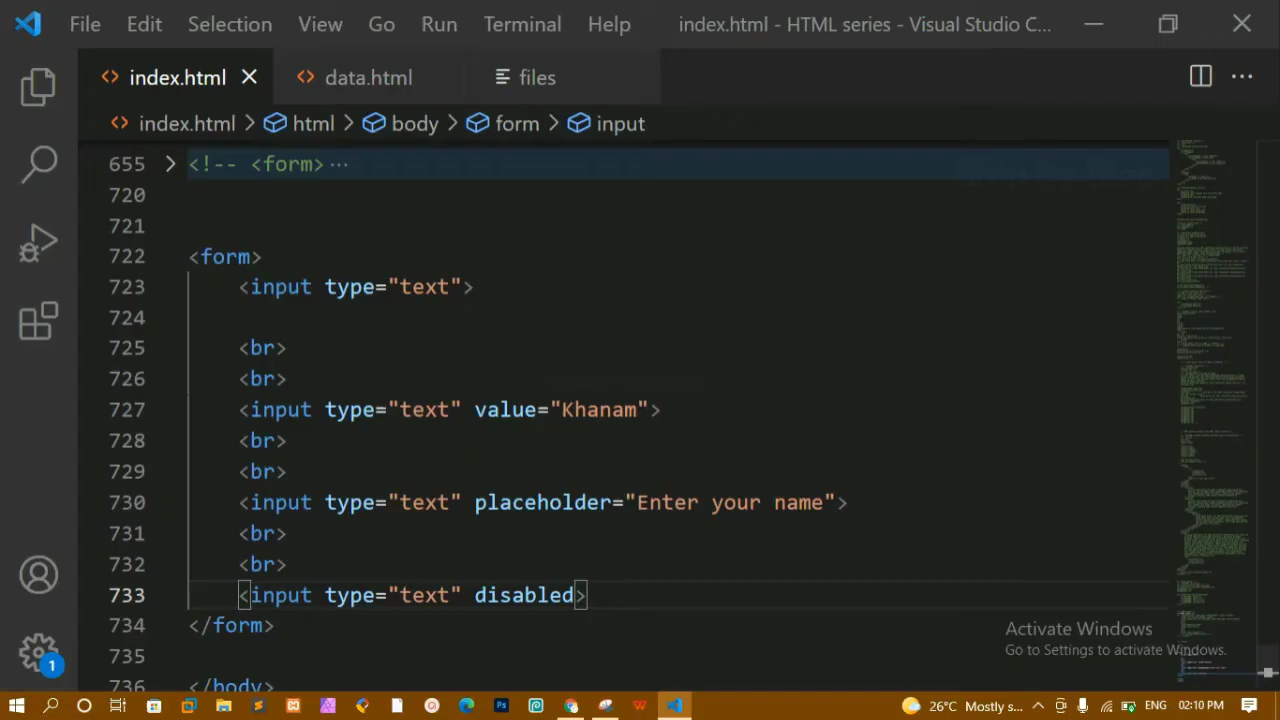 File Edit Selection View Go Run Terminal Help index.html - HTML series - Visual Studio C...
index.html data.html files
index.html > html > body > form > input
655 <!-- <form> ...
720
721
722 <form>
723 <input type="text">
724
725 <br>
726 <br>
727 <input type="text" value="Khanam">
728 <br>
729 <br>
730 <input type="text" placeholder="Enter your name">
731 <br>
732 <br>
733 <input type="text" disabled>
734 </form>
735
736 </body>
Activate Windows
Go to Settings to activate Windows.
1
26°C Mostly s... ENG 02:10 PM